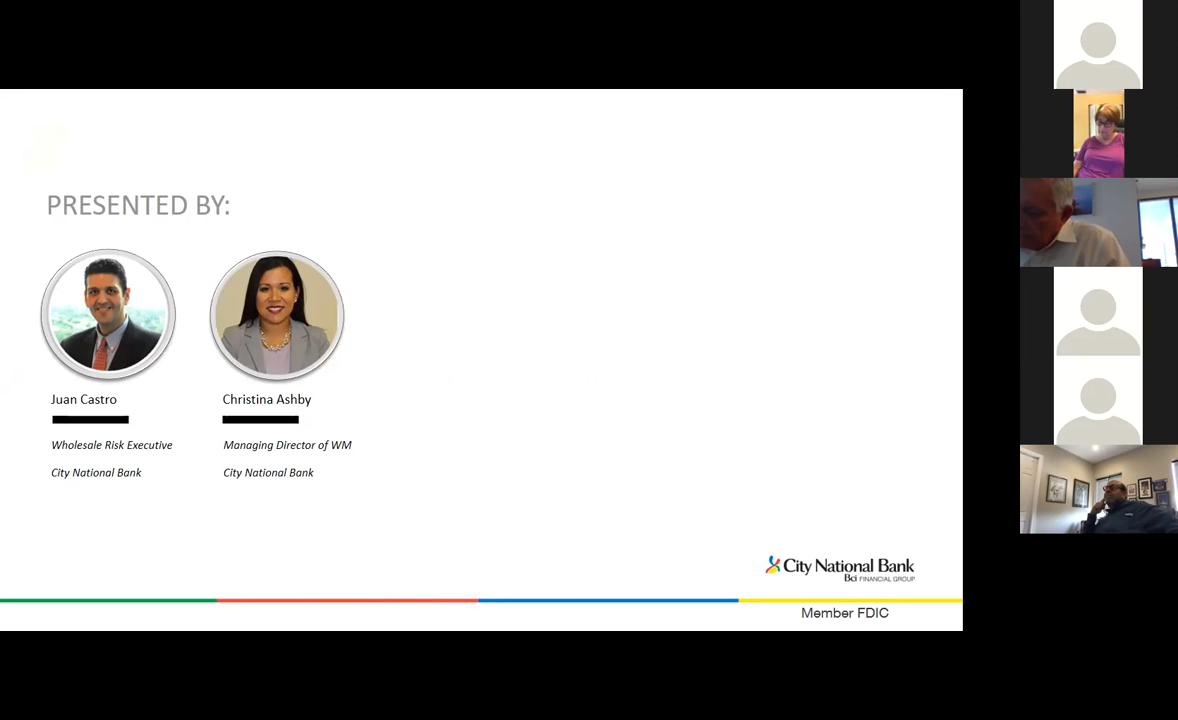 PRESENTED BY:
Juan Castro
Wholesale Risk Executive
City National Bank
Christina Ashby
Managing Director of WM
City National Bank
City National Bank
Bci FINANCIAL GROUP
Member FDIC